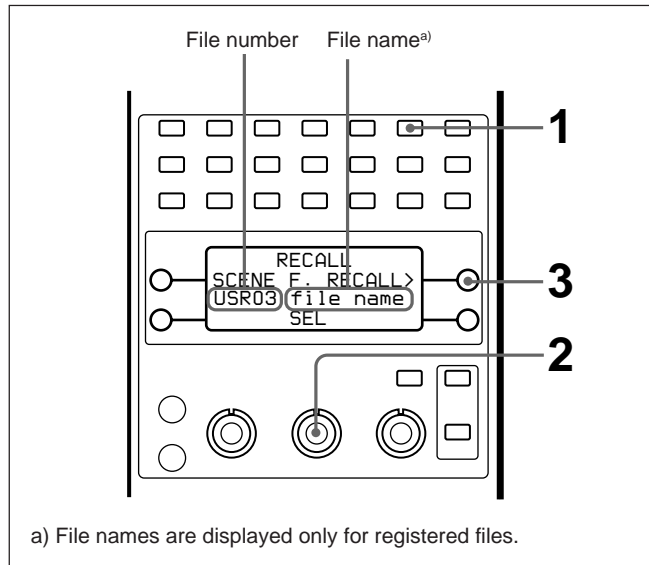 File number File name a)
1
RECALL
SCENE F. RECALL>
3
USR03 file name
SEL
2
a) File names are displayed only for registered files.